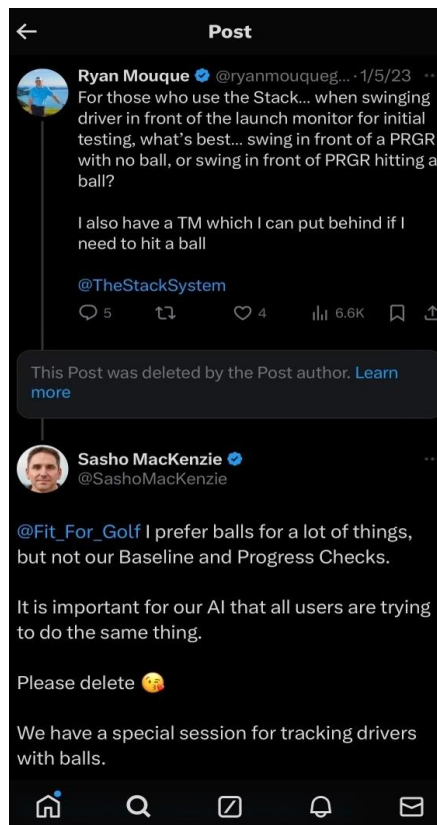 Post
Ryan Mouque @ryanmouqueg... · 1/5/23
For those who use the Stack... when swinging
driver in front of the launch monitor for initial
testing, what's best... swing in front of a PRGR
with no ball, or swing in front of PRGR hitting a
ball?
I also have a TM which I can put behind if I
need to hit a ball
@TheStackSystem
5 4 6.6K
This Post was deleted by the Post author. Learn
more
Sasho MacKenzie
@SashoMacKenzie
@Fit_For_Golf I prefer balls for a lot of things,
but not our Baseline and Progress Checks.
It is important for our AI that all users are trying
to do the same thing.
Please delete 😘
We have a special session for tracking drivers
with balls.